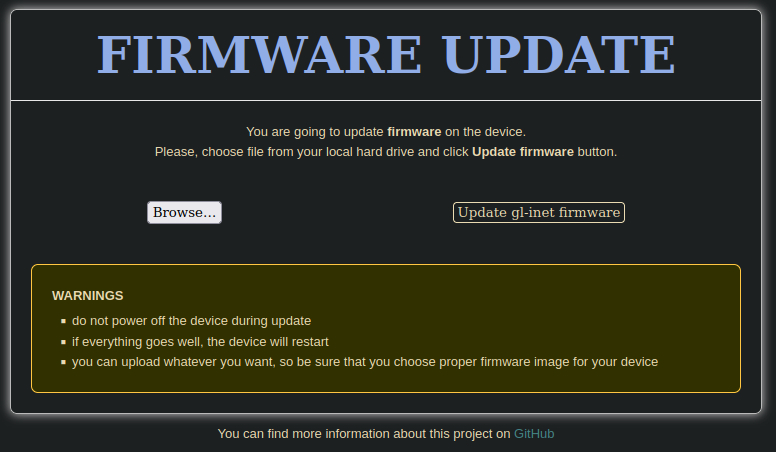 FIRMWARE UPDATE
You are going to update firmware on the device.
Please, choose file from your local hard drive and click Update firmware button.
Browse... Update gl-inet firmware
WARNINGS
do not power off the device during update
if everything goes well, the device will restart
you can upload whatever you want, so be sure that you choose proper firmware image for your device
You can find more information about this project on GitHub